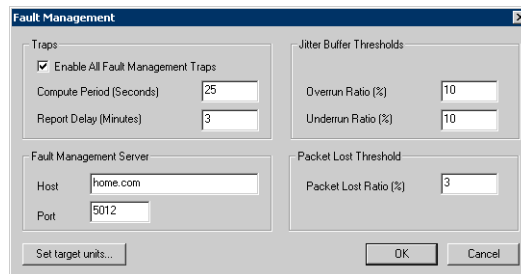 Fault Management
Traps
Enable All Fault Management Traps
Compute Period (Seconds) 25
Report Delay (Minutes) 3
Jitter Buffer Thresholds
Overrun Ratio (%) 10
Underrun Ratio (%) 10
Fault Management Server
Host home.com
Port 5012
Packet Lost Threshold
Packet Lost Ratio (%) 3
Set target units...
OK
Cancel